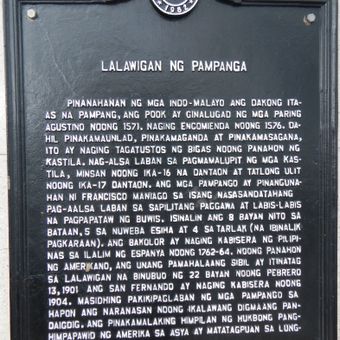 1982
LALAWIGAN NG PAMPANGA
PINANAHANAN NG MGA INDO-MALAYO ANG DAKONG ITA-
AS NA PAMPANG, ANG POOK AY GINALUGAD NG MGA PARING
AGUSTINO NOONG 1571. NAGING ENCOMIENDA NOONG 1576. DA-
HIL PINAKAMAUNLAD, PINAKAMAGANDA AT PINAKAMASAGANA,
ITO AY NAGING TAGATUSTOS NG BIGAS NOONG PANAHON NG
KASTILA. NAG-ALSA LABAN SA PAGMAMALUPIT NG MGA KAS-
TILA, MINSAN NOONG IKA-16 NA DANTAON AT TATLONG ULIT
NOONG IKA-17 DANTAON. ANG MGA PAMPANGO AY PINANGUNA-
HAN NI FRANCISCO MANIAGO SA ISANG NASASANDATAHANG
PAG-AALSA LABAN SA SAPILITANG PAGGAWA AT LABIS-LABIS
NA PAGPAPATAW NG BUWIS. ISINALIN ANG 8 BAYAN NITO SA
BATAAN, 5 SA NUWEBA ESIHA AT 4 SA TARLAK (NA IBINALIK
PAGKARAAN). ANG BAKOLOR AY NAGING KABISERA NG PILIPI-
NAS SA ILALIM NG ESPANYA NOONG 1762-64. NOONG PANAHON
NG AMERIKANO, ANG UNANG PAMAHALAANG SIBIL AY ITINATAG
SA LALAWIGAN NA BINUBUO NG 22 BAYAN NOONG PEBRERO
13, 1901 ANG SAN FERNANDO AY NAGING KABISERA NOONG
1904. MASIDHING PAKIKIPAGLABAN NG MGA PAMPANGO SA
HAPON ANG NARANASAN NOONG IKALAWANG DIGMAANG PAN-
DAIGDIG. ANG PINAKAMALAKING HIMPILAN NG HUKBONG PANG-
HIMPAPAWID NG AMERIKA SA ASYA AY MATATAGPUAN SA LUNG-